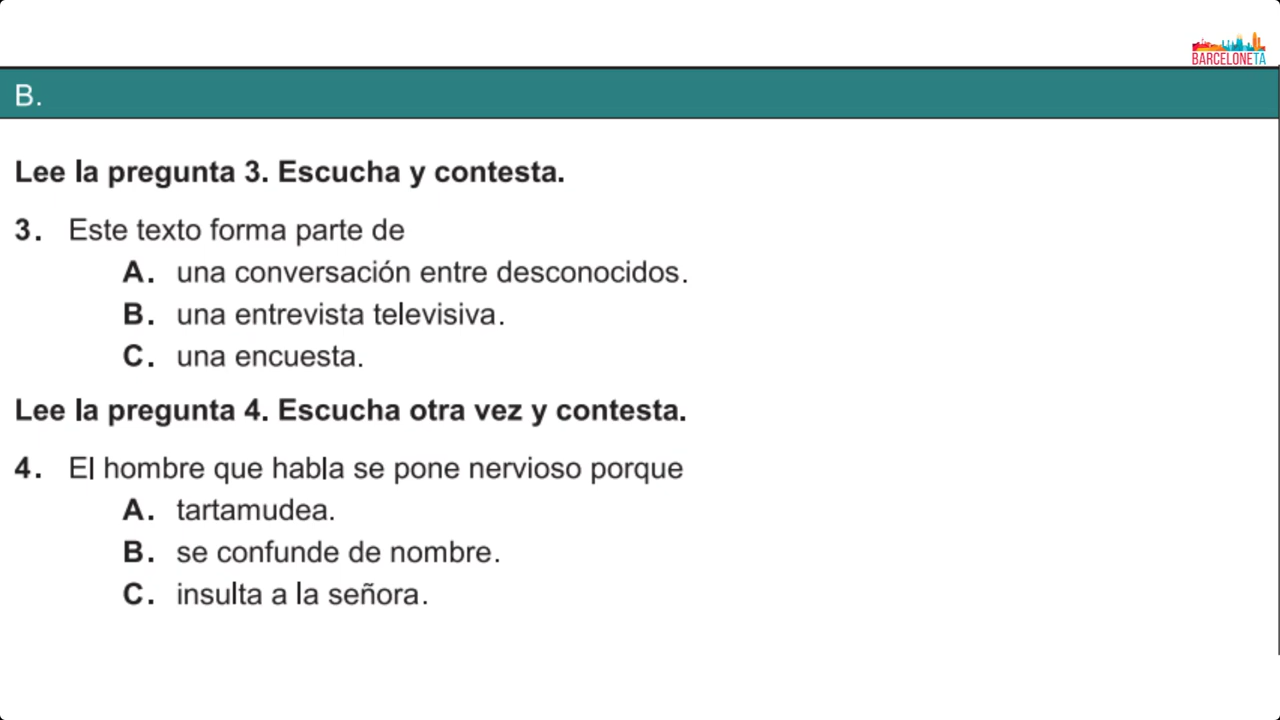 BARCELONETA
B.
Lee la pregunta 3. Escucha y contesta.
3. Este texto forma parte de
A. una conversación entre desconocidos.
B. una entrevista televisiva.
C. una encuesta.
Lee la pregunta 4. Escucha otra vez y contesta.
4. El hombre que habla se pone nervioso porque
A. tartamudea.
B. se confunde de nombre.
C. insulta a la señora.